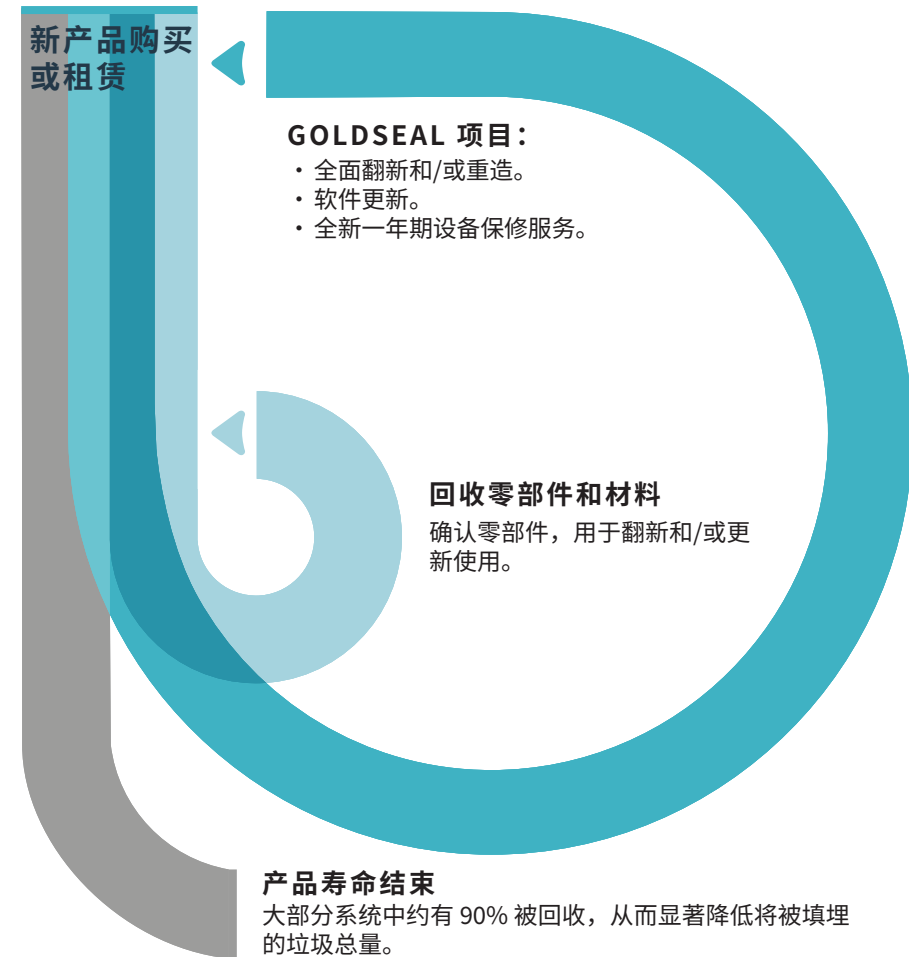 新产品购买
或租赁
GOLDSEAL 项目：
· 全面翻新和/或重造。
· 软件更新。
· 全新一年期设备保修服务。
回收零部件和材料
确认零部件，用于翻新和/或更
新使用。
产品寿命结束
大部分系统中约有 90% 被回收，从而显著降低将被填埋
的垃圾总量。